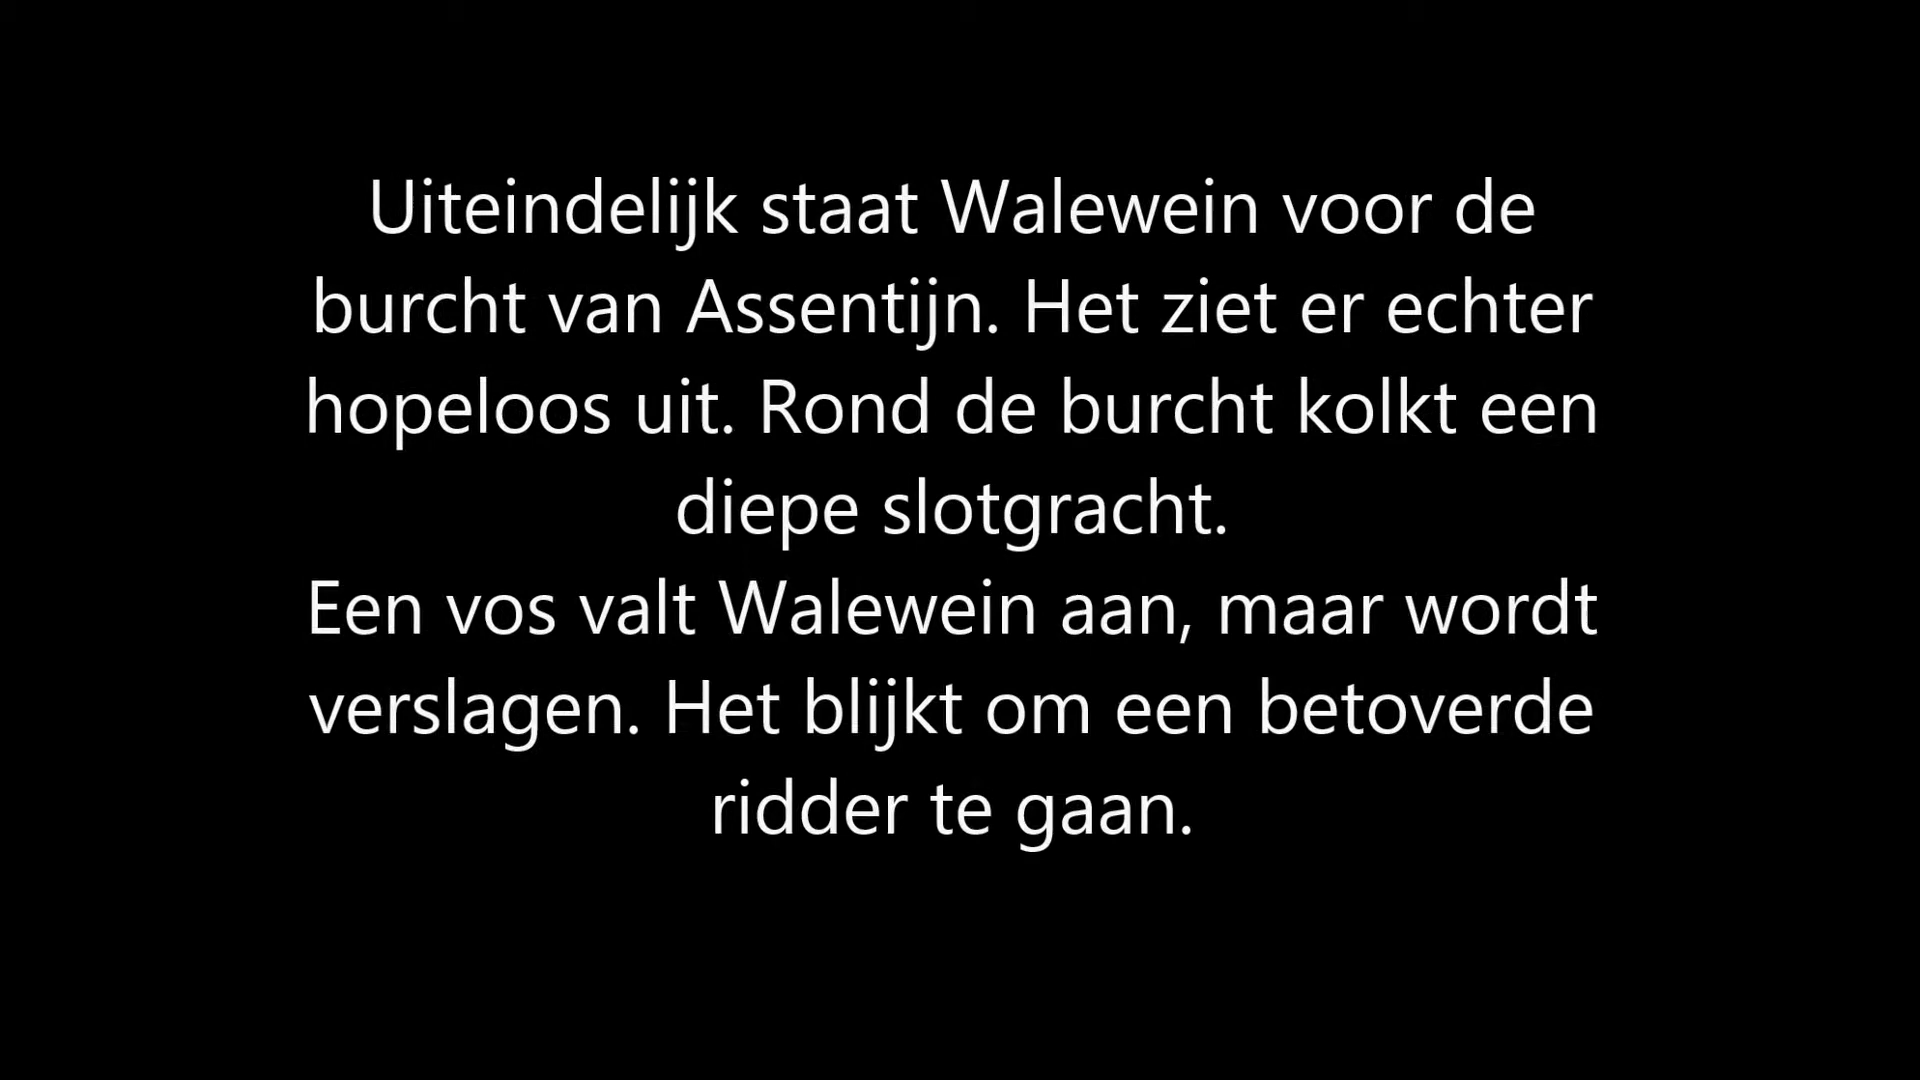 Uiteindelijk staat Walewein voor de
burcht van Assentijn. Het ziet er echter
hopeloos uit. Rond de burcht kolkt een
diepe slotgracht.
Een vos valt Walewein aan, maar wordt
verslagen. Het blijkt om een betoverde
ridder te gaan.